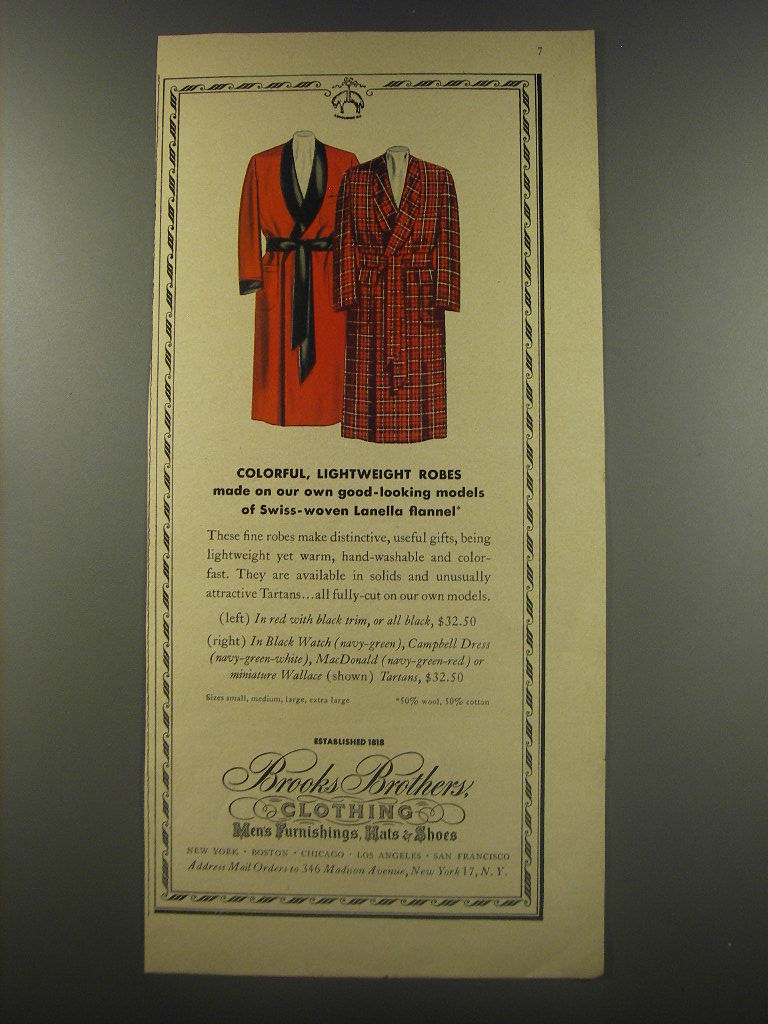 7
COLORFUL, LIGHTWEIGHT ROBES
made on our own good-looking models
of Swiss-woven Lanella flannel*
These fine robes make distinctive, useful gifts, being
lightweight yet warm, hand-washable and color-
fast. They are available in solids and unusually
attractive Tartans...all fully-cut on our own models.
(left) In red with black trim, or all black, $32.50
(right) In Black Watch (navy-green), Campbell Dress
(navy-green-white), MacDonald (navy-green-red) or
miniature Wallace (shown) Tartans, $32.50
Sizes small, medium, large, extra large *50% wool, 50% cotton
ESTABLISHED 1818
Brooks Brothers,
CLOTHING
Men's Furnishings, Hats & Shoes
NEW YORK · BOSTON · CHICAGO · LOS ANGELES · SAN FRANCISCO
Address Mail Orders to 346 Madison Avenue, New York 17, N. Y.